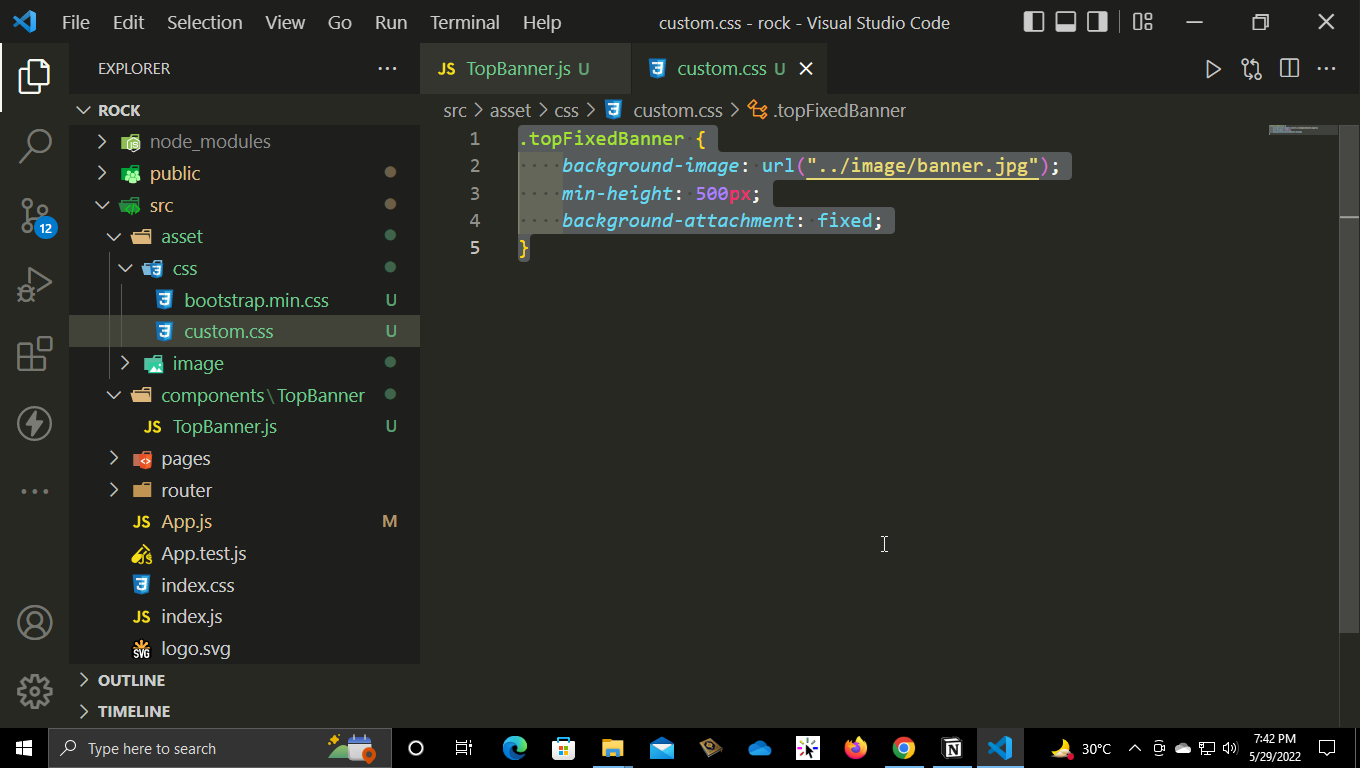 File Edit Selection View Go Run Terminal Help custom.css - rock - Visual Studio Code
EXPLORER
JS TopBanner.js U
custom.css U
src > asset > css > custom.css > .topFixedBanner
ROCK
node_modules
public
src
12
asset
css
bootstrap.min.css U
custom.css U
image
components\TopBanner
JS TopBanner.js U
pages
router
JS App.js M
App.test.js
index.css
JS index.js
SVG logo.svg
OUTLINE
TIMELINE
1 .topFixedBanner {
2 ····background-image: url("../image/banner.jpg");
3 ····min-height: 500px;
4 ····background-attachment: fixed;
5 }
Type here to search
30°C
7:42 PM
5/29/2022